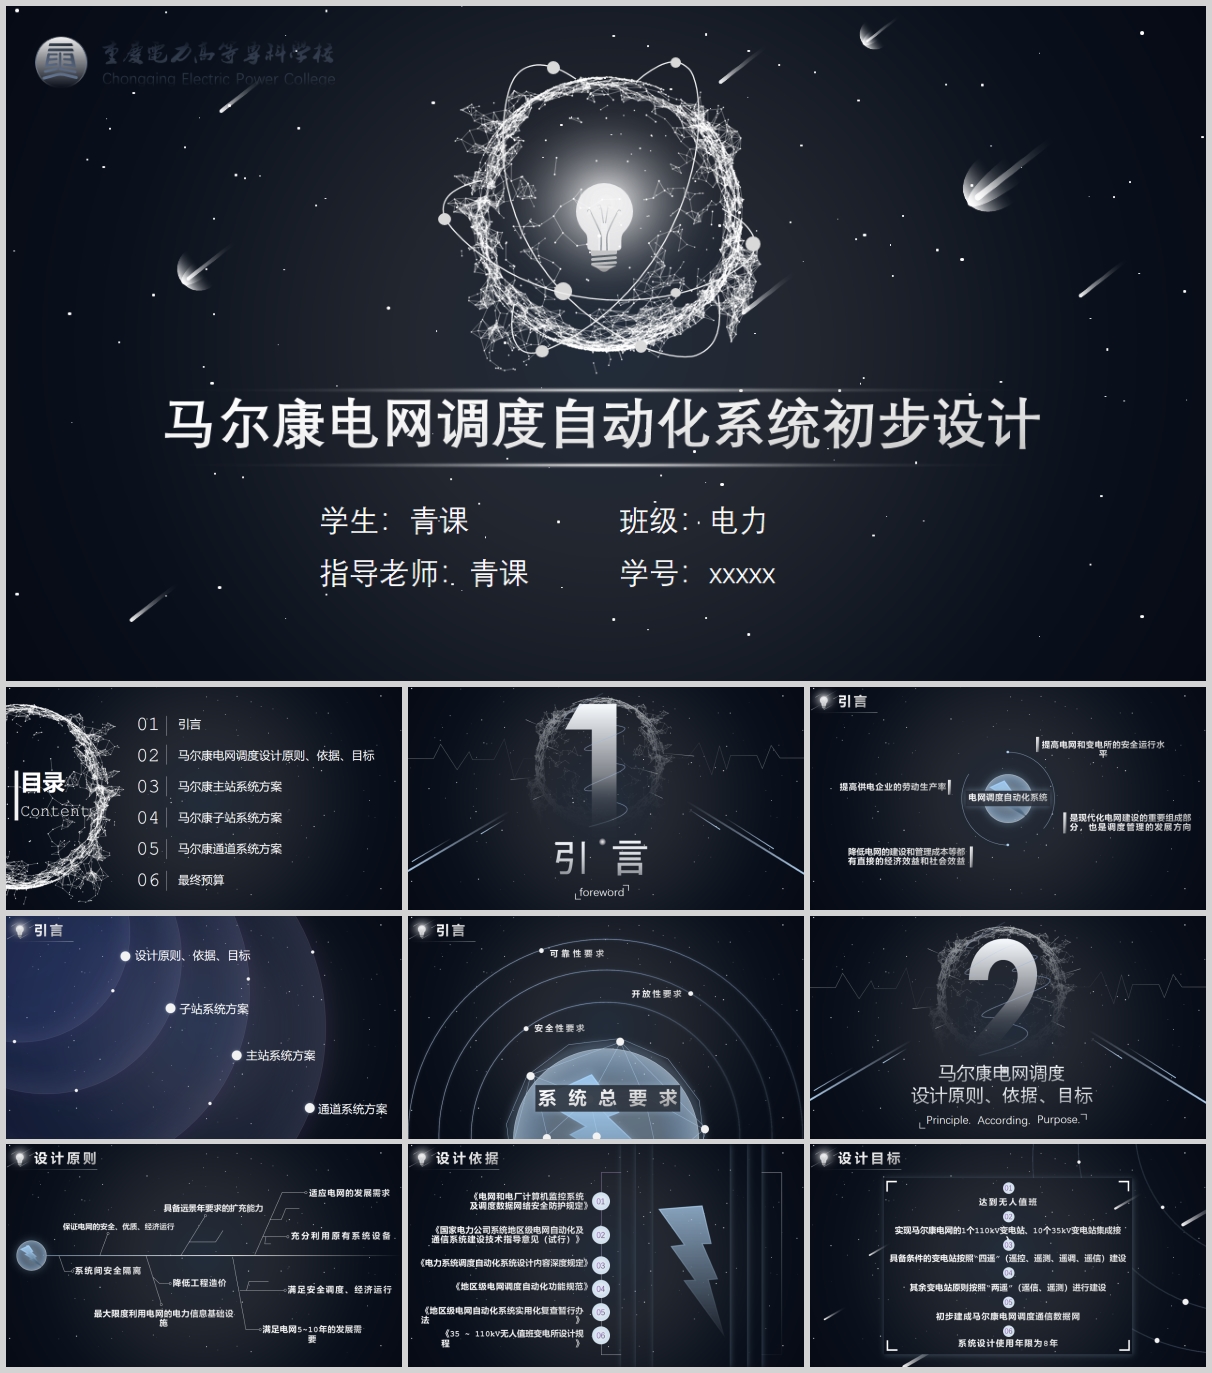 重庆电力高等专科学校
Chongqing Electric Power College
马尔康电网调度自动化系统初步设计
学生：青课
班级：电力
指导老师：青课
学号：xxxxx
目录
Content
01 引言
02 马尔康电网调度设计原则、依据、目标
03 马尔康主站系统方案
04 马尔康子站系统方案
05 马尔康通道系统方案
06 最终预算
1
引言
foreword
引言
提高电网和变电所的安全运行水
平
提高供电企业的劳动生产率
电网调度自动化系统
是现代化电网建设的重要组成部
分，也是调度管理的发展方向
降低电网的建设和管理成本等都
有直接的经济效益和社会效益
引言
设计原则、依据、目标
子站系统方案
主站系统方案
通道系统方案
引言
可靠性要求
开放性要求
安全性要求
系统总要求
2
马尔康电网调度
设计原则、依据、目标
Principle. According. Purpose.
设计原则
适应电网的发展需求
具备远景年要求的扩充能力
保证电网的安全、优质、经济运行
充分利用原有系统设备
系统间安全隔离
降低工程造价
满足安全调度、经济运行
最大限度利用电网的电力信息基础设
施
满足电网5~10年的发展需
要
设计依据
《电网和电厂计算机监控系统
及调度数据网络安全防护规定》
01
《国家电力公司系统地区级电网自动化及
通信系统建设技术指导意见（试行）》
02
《电力系统调度自动化系统设计内容深度规定》
03
《地区级电网调度自动化功能规范》
04
《地区级电网自动化系统实用化复查暂行办
法》
05
《35 ~ 110kV无人值班变电所设计规
程》
06
设计目标
01
达到无人值班
02
实现马尔康电网的1个110kV变电站、10个35kV变电站集成接
03
具备条件的变电站按照“四遥”（遥控、遥测、遥调、遥信）建设
04
其余变电站原则按照“两遥”（遥信、遥测）进行建设
05
初步建成马尔康电网调度通信数据网
06
系统设计使用年限为8年